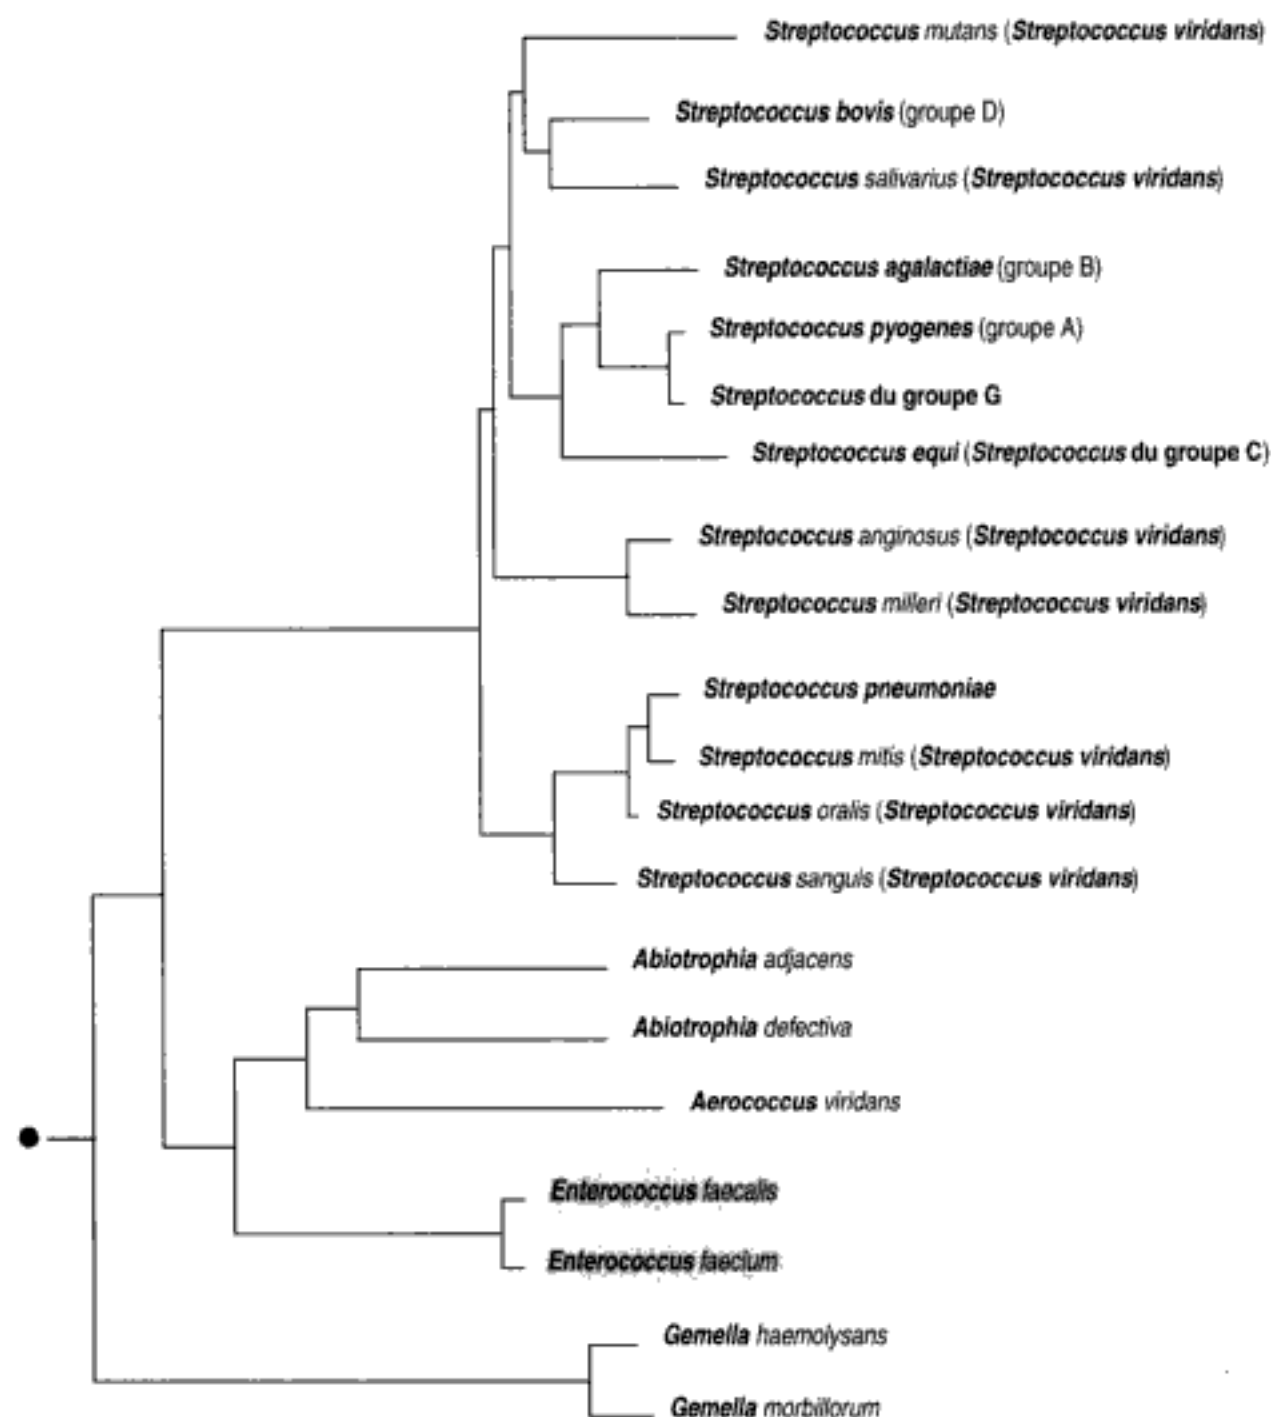 Streptococcus mutans (Streptococcus viridans)
Streptococcus bovis (groupe D)
Streptococcus salivarius (Streptococcus viridans)
Streptococcus agalactiae (groupe B)
Streptococcus pyogenes (groupe A)
Streptococcus du groupe G
Streptococcus equi (Streptococcus du groupe C)
Streptococcus anginosus (Streptococcus viridans)
Streptococcus milleri (Streptococcus viridans)
Streptococcus pneumoniae
Streptococcus mitis (Streptococcus viridans)
Streptococcus oralis (Streptococcus viridans)
Streptococcus sanguis (Streptococcus viridans)
Abiotrophia adjacens
Abiotrophia defectiva
Aerococcus viridans
Enterococcus faecalis
Enterococcus faecium
Gemella haemolysans
Gemella morbillorum